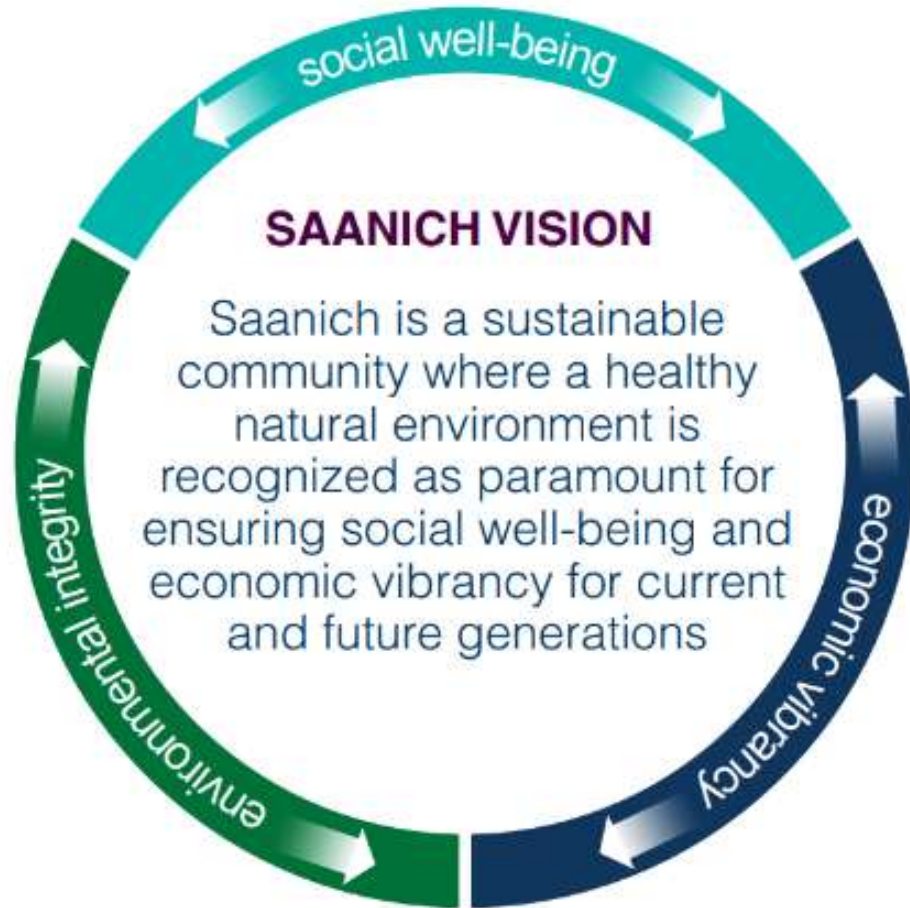 social well-being
SAANICH VISION
Saanich is a sustainable
community where a healthy
natural environment is
recognized as paramount for
ensuring social well-being and
economic vibrancy for current
and future generations
environmental integrity
economic vibrancy